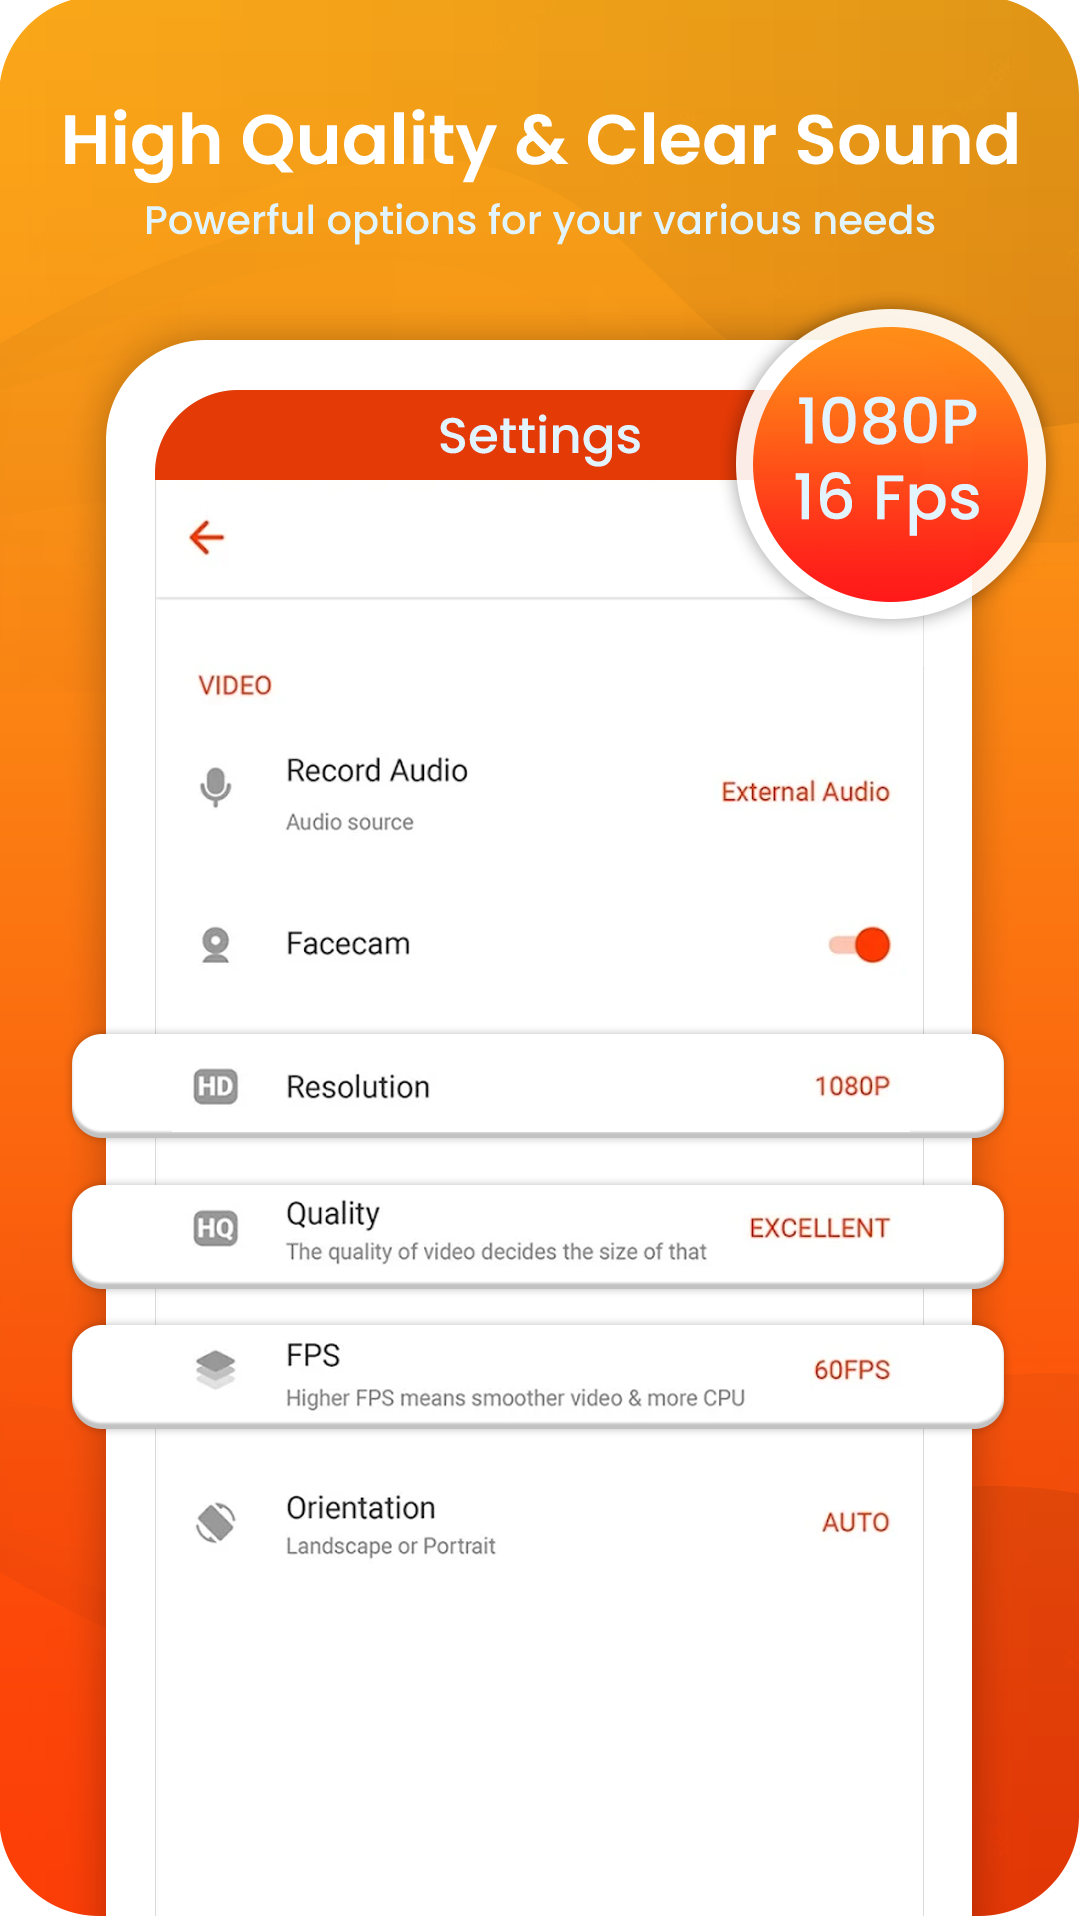 High Quality & Clear Sound
Powerful options for your various needs
Settings
1080P
16 Fps
VIDEO
Record Audio
Audio source
External Audio
Facecam
HD
Resolution
1080P
HQ
Quality
The quality of video decides the size of that
EXCELLENT
FPS
Higher FPS means smoother video & more CPU
60FPS
Orientation
Landscape or Portrait
AUTO